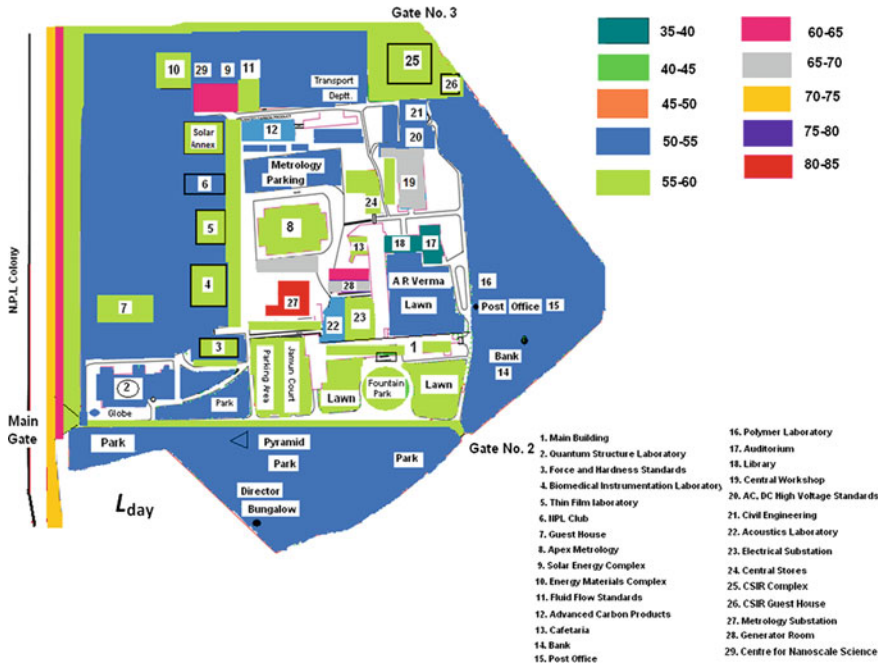 Gate No. 3
35-40
60-65
40-45
65-70
45-50
70-75
50-55
75-80
55-60
80-85
10
29
9
11
25
26
Transport
Deptt.
21
20
12
Solar
Annex
Metrology
Parking
6
19
24
5
8
13
18
17
4
28
A R Verma
Lawn
16
27
7
22
23
Post Office
15
3
1
Bank
14
2
Globe
Park
Jamun Court
Parking Area
Lawn
Fountain
Park
Lawn
N.P.L Colony
Main
Gate
Gate No. 2
Park
Pyramid
Park
Park
Director
Bungalow
Lday
1. Main Building
2. Quantum Structure Laboratory
3. Force and Hardness Standards
4. Biomedical Instrumentation Laboratory
5. Thin Film laboratory
6. NPL Club
7. Guest House
8. Apex Metrology
9. Solar Energy Complex
10. Energy Materials Complex
11. Fluid Flow Standards
12. Advanced Carbon Products
13. Cafetaria
14. Bank
15. Post Office
16. Polymer Laboratory
17. Auditorium
18. Library
19. Central Workshop
20. AC, DC High Voltage Standards
21. Civil Engineering
22. Acoustics Laboratory
23. Electrical Substation
24. Central Stores
25. CSIR Complex
26. CSIR Guest House
27. Metrology Substation
28. Generator Room
29. Centre for Nanoscale Science